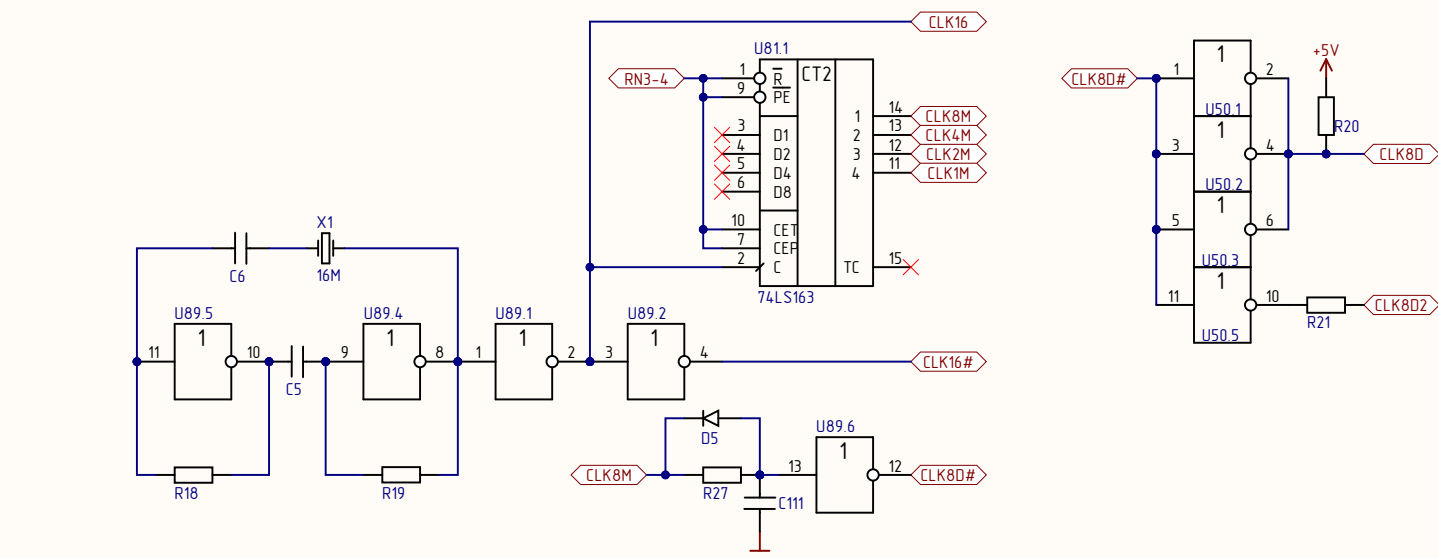 CLK16
U81.1
RN3-4
1
9
R
PE
CT2
3
4
5
6
D1
D2
D4
D8
10
7
2
CET
CEP
C
1
2
3
4
14
13
12
11
CLK8M
CLK4M
CLK2M
CLK1M
TC
15
74LS163
C6
X1
16M
U89.5
11
1
10
C5
U89.4
9
1
8
U89.1
1
1
2
U89.2
3
1
4
CLK16#
R18
R19
D5
CLK8M
R27
C111
U89.6
13
1
12
CLK8D#
CLK8D#
1
1
2
U50.1
3
1
4
U50.2
5
1
6
U50.3
11
1
10
U50.5
+5V
R20
CLK8D
R21
CLK8D2